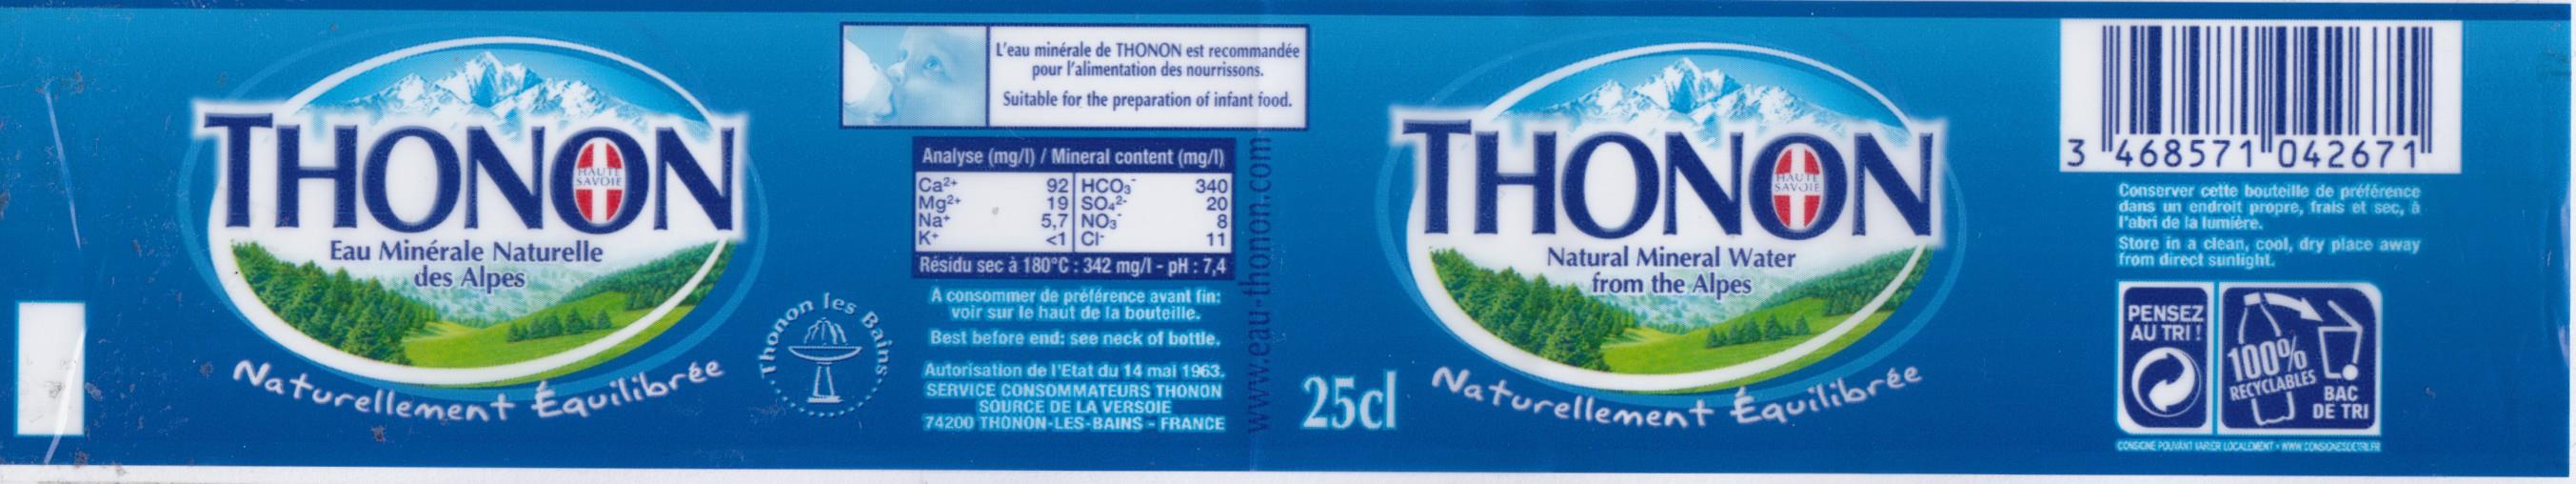 THONON
HAUTE
SAVOIE
Eau Minérale Naturelle
des Alpes
Naturellement Équilibrée
Thonon les Bains
L'eau minérale de THONON est recommandée
pour l'alimentation des nourrissons.
Suitable for the preparation of infant food.
Analyse (mg/l) / Mineral content (mg/l)
Ca²⁺ 92 HCO₃⁻ 340
Mg²⁺ 19 SO₄²⁻ 20
Na⁺ 5,7 NO₃⁻ 8
K⁺ <1 Cl⁻ 11
Résidu sec à 180°C : 342 mg/l - pH : 7,4
A consommer de préférence avant fin:
voir sur le haut de la bouteille.
Best before end: see neck of bottle.
Autorisation de l'Etat du 14 mai 1963.
SERVICE CONSOMMATEURS THONON
SOURCE DE LA VERSOIE
74200 THONON-LES-BAINS - FRANCE
www.eau-thonon.com
25cl
THONON
HAUTE
SAVOIE
Natural Mineral Water
from the Alpes
Naturellement Équilibrée
3 468571 042671
Conserver cette bouteille de préférence
dans un endroit propre, frais et sec, à
l'abri de la lumière.
Store in a clean, cool, dry place away
from direct sunlight.
PENSEZ
AU TRI !
100%
RECYCLABLES
BAC
DE TRI
CONSIGNE POUVANT VARIER LOCALEMENT > WWW.CONSIGNESDETRI.FR